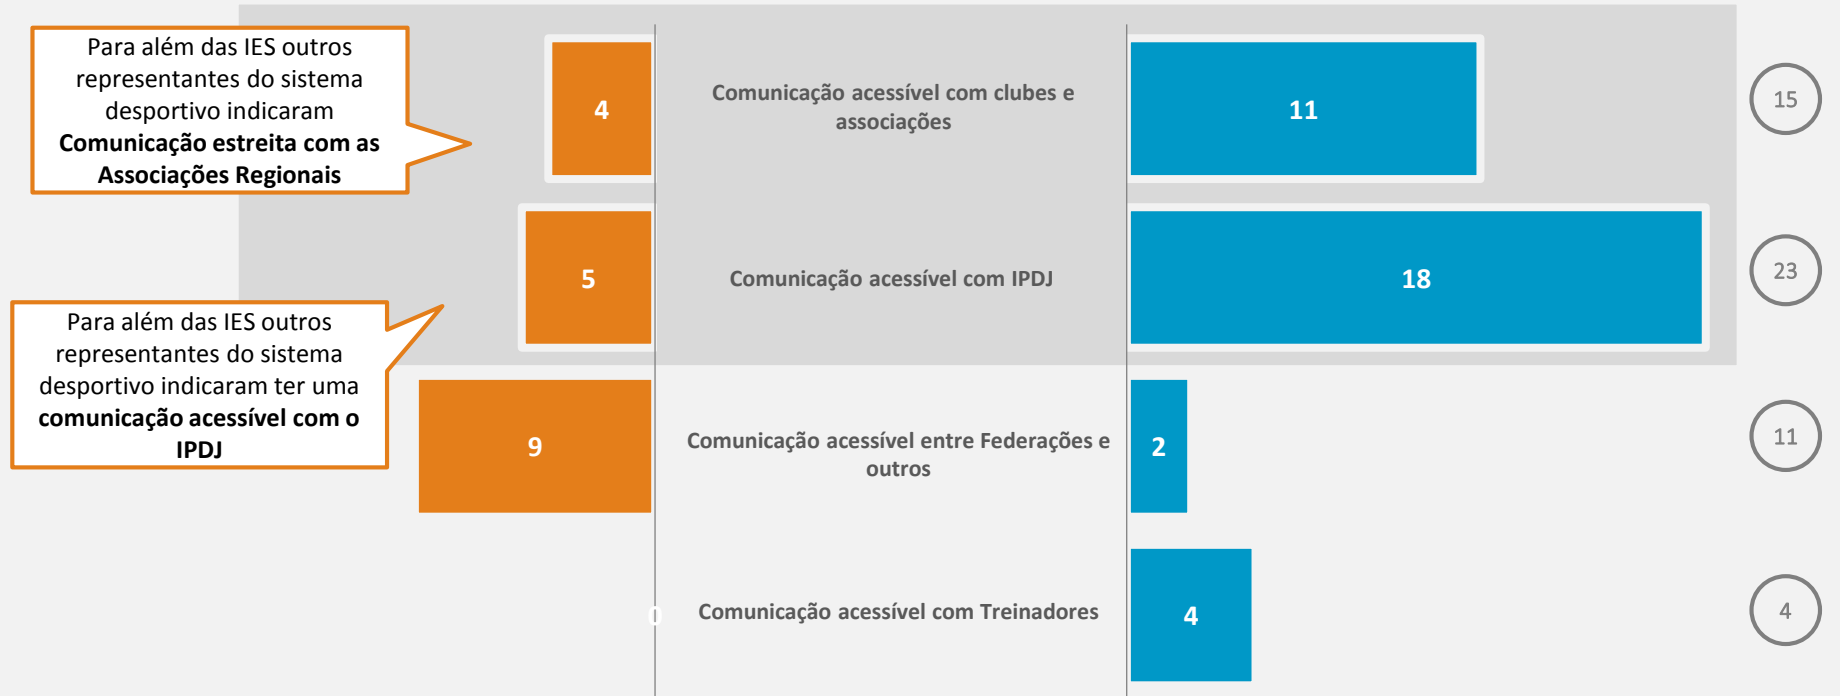 Para além das IES outros
representantes do sistema
desportivo indicaram
Comunicação estreita com as
Associações Regionais
4
Comunicação acessível com clubes e
associações
11
15
5
Comunicação acessível com IPDJ
18
23
Para além das IES outros
representantes do sistema
desportivo indicaram ter uma
comunicação acessível com o
IPDJ
9
Comunicação acessível entre Federações e
outros
2
11
0
Comunicação acessível com Treinadores
4
4